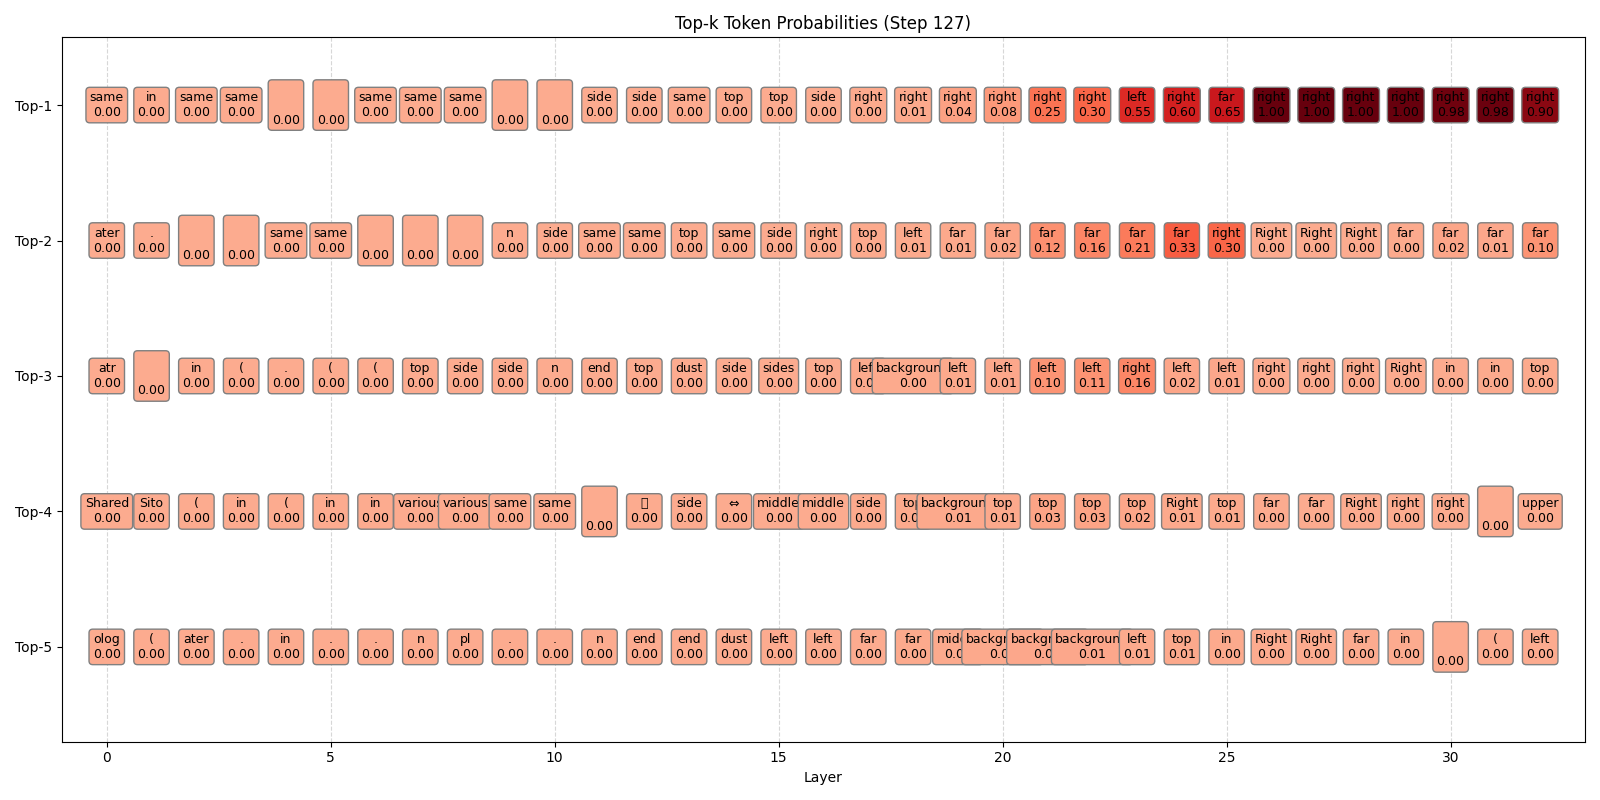 Top-k Token Probabilities (Step 127)
same in same same same same same side side same top top side right right right right right right left right far right right right right right right right
Top-1 0.00 0.00 0.00 0.00 0.00 0.00 0.00 0.00 0.00 0.00 0.00 0.00 0.00 0.00 0.00 0.00 0.00 0.00 0.01 0.04 0.08 0.25 0.30 0.55 0.60 0.65 1.00 1.00 1.00 1.00 0.98 0.98 0.90
ater . same same n side same same top same side right top left far far far far far far right Right Right Right far far far far
Top-2 0.00 0.00 0.00 0.00 0.00 0.00 0.00 0.00 0.00 0.00 0.00 0.00 0.00 0.00 0.00 0.00 0.00 0.00 0.01 0.01 0.02 0.12 0.16 0.21 0.33 0.30 0.00 0.00 0.00 0.00 0.02 0.01 0.10
atr in ( . ( ( top side side n end top dust side sides top left left left left right left left right right right Right in in top
Top-3 0.00 0.00 0.00 0.00 0.00 0.00 0.00 0.00 0.00 0.00 0.00 0.00 0.00 0.00 0.00 0.00 0.00 0.00 0.01 0.01 0.10 0.11 0.16 0.02 0.01 0.00 0.00 0.00 0.00 0.00 0.00 0.00
Shared Sito ( in ( in in various various same same side ⇔ middle middle side top top top top Right top far far Right right right upper
Top-4 0.00 0.00 0.00 0.00 0.00 0.00 0.00 0.00 0.00 0.00 0.00 0.00 0.00 0.00 0.00 0.00 0.00 0.00 0.01 0.01 0.03 0.03 0.02 0.01 0.01 0.00 0.00 0.00 0.00 0.00 0.00 0.00
olog ( ater . in . . n pl . . n end end dust left left far far background left top in Right Right far in ( left
Top-5 0.00 0.00 0.00 0.00 0.00 0.00 0.00 0.00 0.00 0.00 0.00 0.00 0.00 0.00 0.00 0.00 0.00 0.00 0.00 0.01 0.01 0.01 0.00 0.00 0.00 0.00 0.00 0.00 0.00 0.00
0 5 10 15 20 25 30
Layer